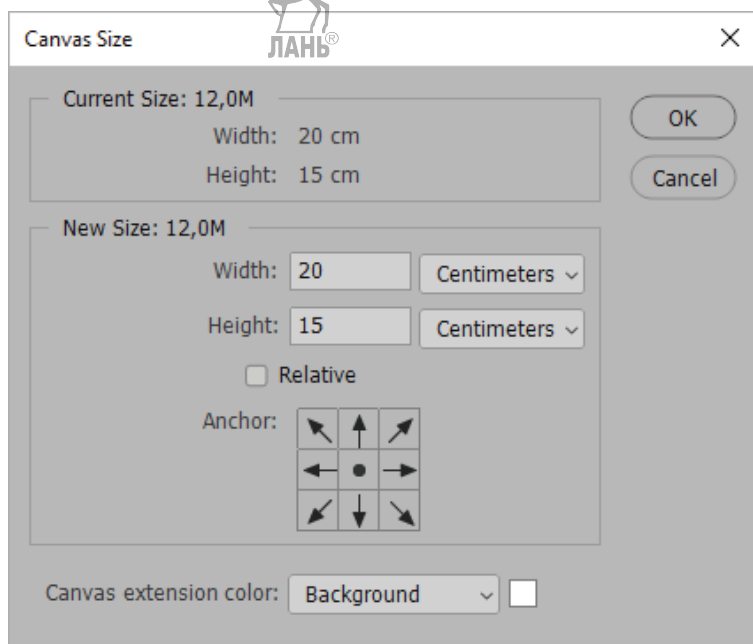 Canvas Size
ЛАНЬ®
Current Size: 12,0M
Width: 20 cm
Height: 15 cm
OK
Cancel
New Size: 12,0M
Width: 20 Centimeters
Height: 15 Centimeters
Relative
Anchor:
Canvas extension color: Background